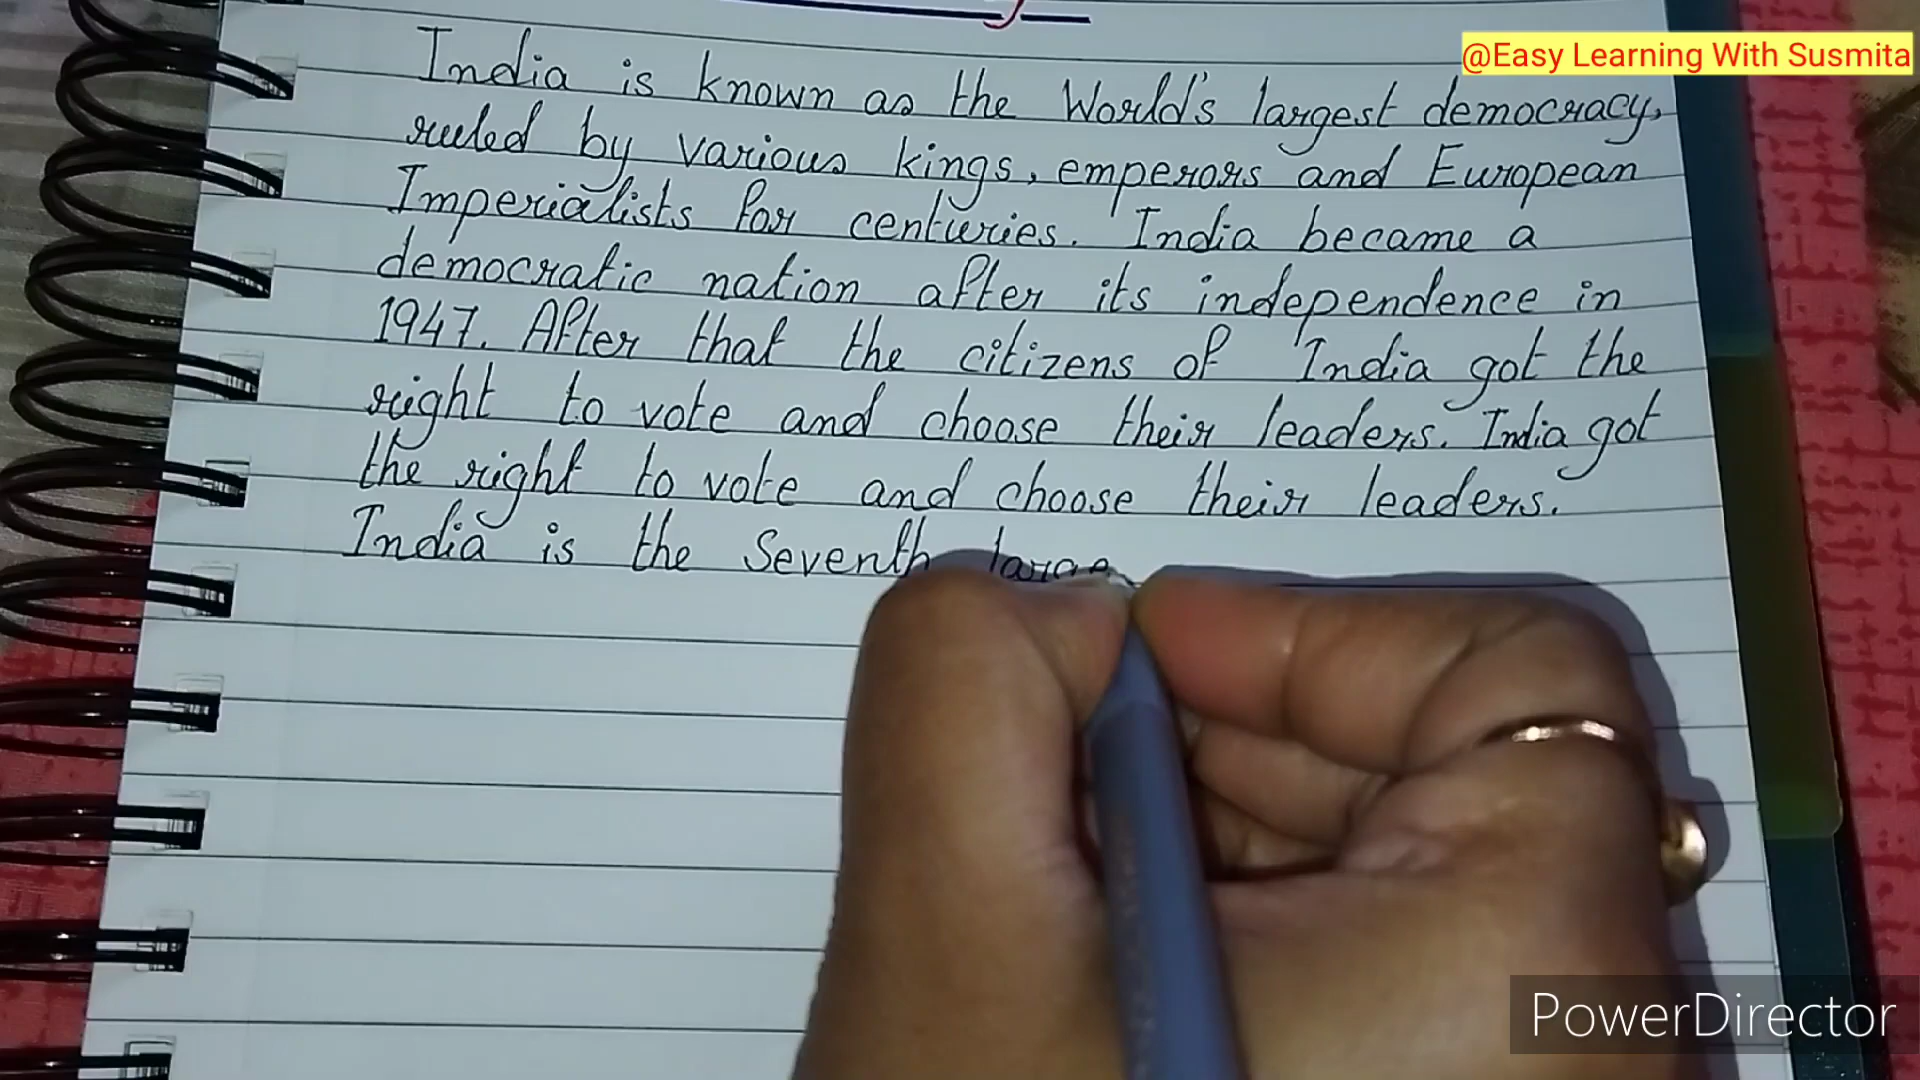 @Easy Learning With Susmita
India is known as the World's largest democracy,
ruled by various kings, emperors and European
Imperialists for centuries. India became a
democratic nation after its independence in
1947. After that the citizens of India got the
right to vote and choose their leaders. India got
the right to vote and choose their leaders.
India is the Seventh large
PowerDirector